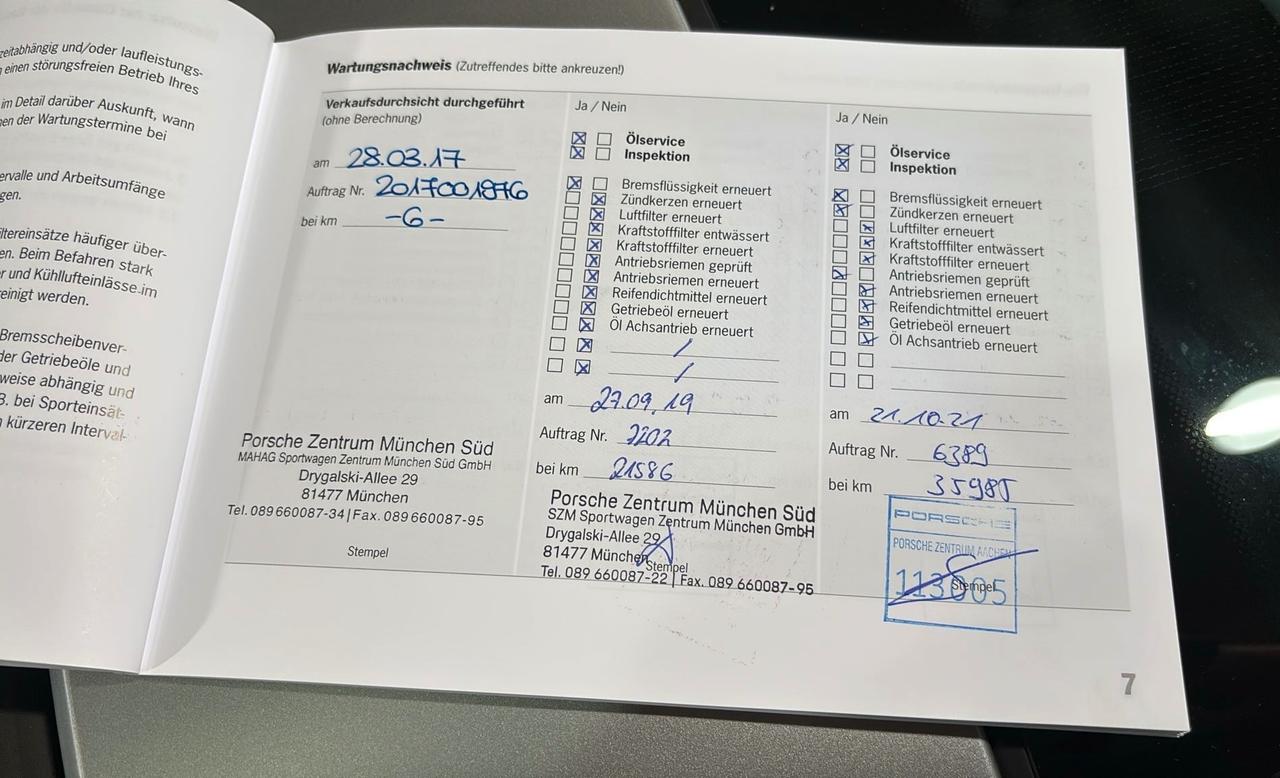 zeitabhängig und/oder laufleistungs-
einen störungsfreien Betrieb Ihres
im Detail darüber Auskunft, wann
der Wartungstermine bei
ervalle und Arbeitsumfänge
gen.
ltereinsätze häufiger über-
en. Beim Befahren stark
r und Kühllufteinlässe im
einigt werden.
Bremsscheibenver-
der Getriebeöle und
weise abhängig und
B. bei Sporteinsät-
kürzeren Interval-
Wartungsnachweis (Zutreffendes bitte ankreuzen!)
Verkaufsdurchsicht durchgeführt
(ohne Berechnung)
am 28.03.17
Auftrag Nr. 2017001876
bei km -6-
Porsche Zentrum München Süd
MAHAG Sportwagen Zentrum München Süd GmbH
Drygalski-Allee 29
81477 München
Tel. 089 660087-34 | Fax. 089 660087-95
Stempel
Ja / Nein
Ölservice
Inspektion
Bremsflüssigkeit erneuert
Zündkerzen erneuert
Luftfilter erneuert
Kraftstofffilter entwässert
Kraftstofffilter erneuert
Antriebsriemen geprüft
Antriebsriemen erneuert
Reifendichtmittel erneuert
Getriebeöl erneuert
Öl Achsantrieb erneuert
/
/
am 27.09.19
Auftrag Nr. 7202
bei km 21586
Porsche Zentrum München Süd
SZM Sportwagen Zentrum München GmbH
Drygalski-Allee 29
81477 München
Stempel
Tel. 089 660087-22 | Fax. 089 660087-95
Ja / Nein
Ölservice
Inspektion
Bremsflüssigkeit erneuert
Zündkerzen erneuert
Luftfilter erneuert
Kraftstofffilter entwässert
Kraftstofffilter erneuert
Antriebsriemen geprüft
Antriebsriemen erneuert
Reifendichtmittel erneuert
Getriebeöl erneuert
Öl Achsantrieb erneuert
am 21.10.21
Auftrag Nr. 6389
bei km 35985
PORSCHE
PORSCHE ZENTRUM AACHEN
113005
Stempel
7